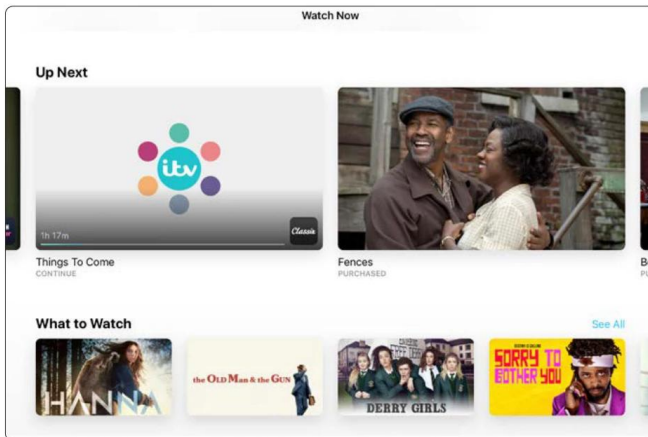 Watch Now
Up Next
itv
1h 17m
Classix
Things To Come
CONTINUE
Fences
PURCHASED
What to Watch
See All
HANNA
the OLD MAN & the GUN
DERRY GIRLS
SORRY TO
BOTHER YOU